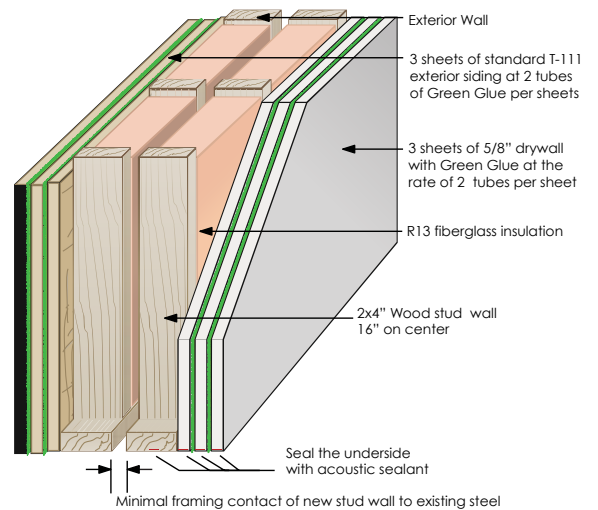 Exterior Wall
3 sheets of standard T-111
exterior siding at 2 tubes
of Green Glue per sheets
3 sheets of 5/8” drywall
with Green Glue at the
rate of 2 tubes per sheet
R13 fiberglass insulation
2x4” Wood stud wall
16” on center
Seal the underside
with acoustic sealant
Minimal framing contact of new stud wall to existing steel